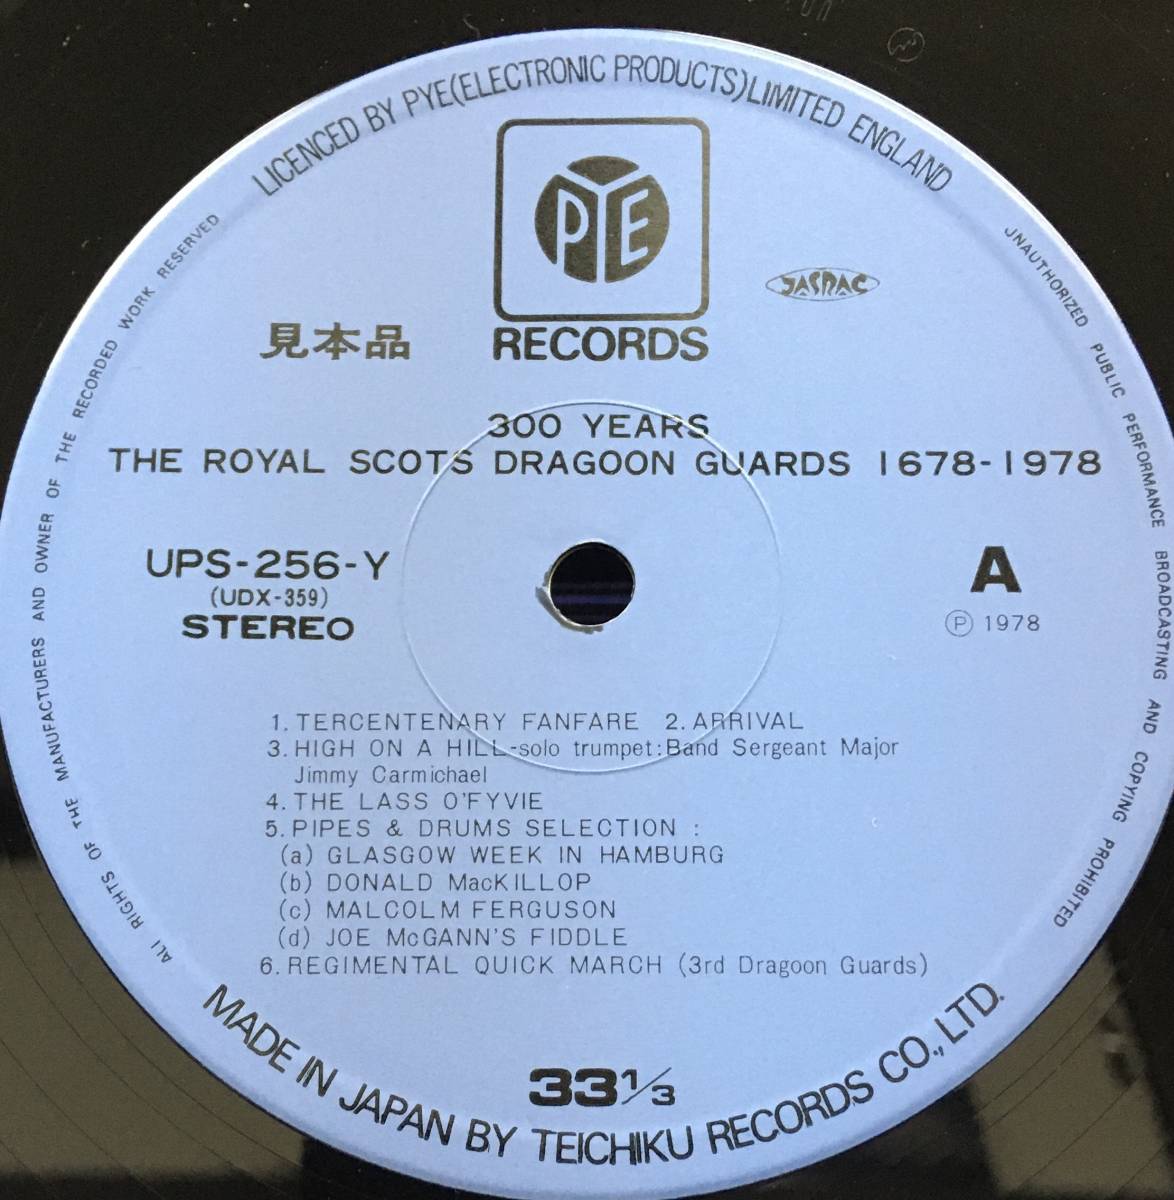 LICENCED BY PYE(ELECTRONIC PRODUCTS)LIMITED ENGLAND
PYE
RECORDS
JASRAC
見本品
300 YEARS
THE ROYAL SCOTS DRAGOON GUARDS 1678-1978
UPS-256-Y
(UDX-359)
STEREO
A
Ⓟ 1978
1. TERCENTENARY FANFARE 2. ARRIVAL
3. HIGH ON A HILL-solo trumpet:Band Sergeant Major
Jimmy Carmichael
4. THE LASS O'FYVIE
5. PIPES & DRUMS SELECTION :
(a) GLASGOW WEEK IN HAMBURG
(b) DONALD MacKILLOP
(c) MALCOLM FERGUSON
(d) JOE McGANN'S FIDDLE
6. REGIMENTAL QUICK MARCH (3rd Dragoon Guards)
33 1/3
MADE IN JAPAN BY TEICHIKU RECORDS CO., LTD.
ALL RIGHTS OF THE MANUFACTURERS AND OWNER OF THE RECORDED WORK RESERVED
UNAUTHORIZED PUBLIC PERFORMANCE BROADCASTING AND COPYING PROHIBITED